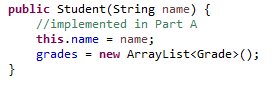 public Student(String name) {
    //implemented in Part A
    this.name = name;
    grades = new ArrayList<Grade>();
}